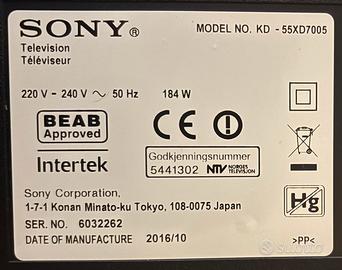 SONY®
MODEL NO. KD - 55XD7005
Television
Téléviseur
220 V - 240 V ~ 50 Hz 184 W
BEAB
Approved
Intertek
CE
Godkjenningsnummer
5441302 NTV NORGES TELEVISJON
Sony Corporation,
1-7-1 Konan Minato-ku Tokyo, 108-0075 Japan
SER. NO. 6032262
DATE OF MANUFACTURE 2016/10
Hg
>PP<
subito